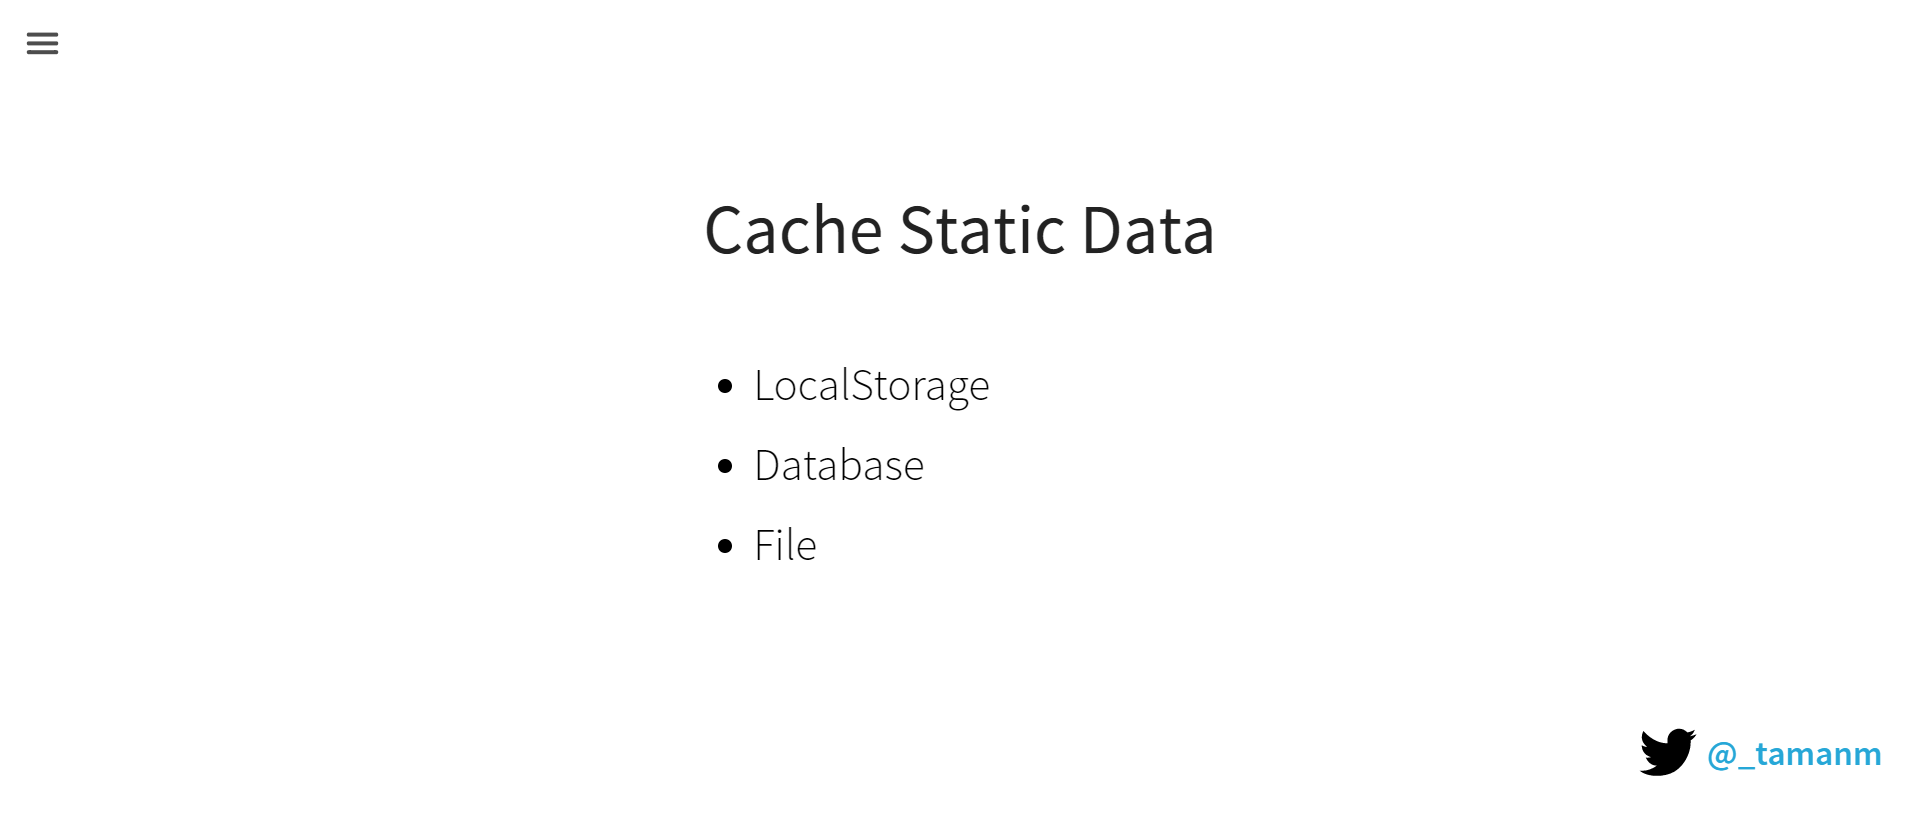 Cache Static Data
LocalStorage
Database
File
@_tamanm